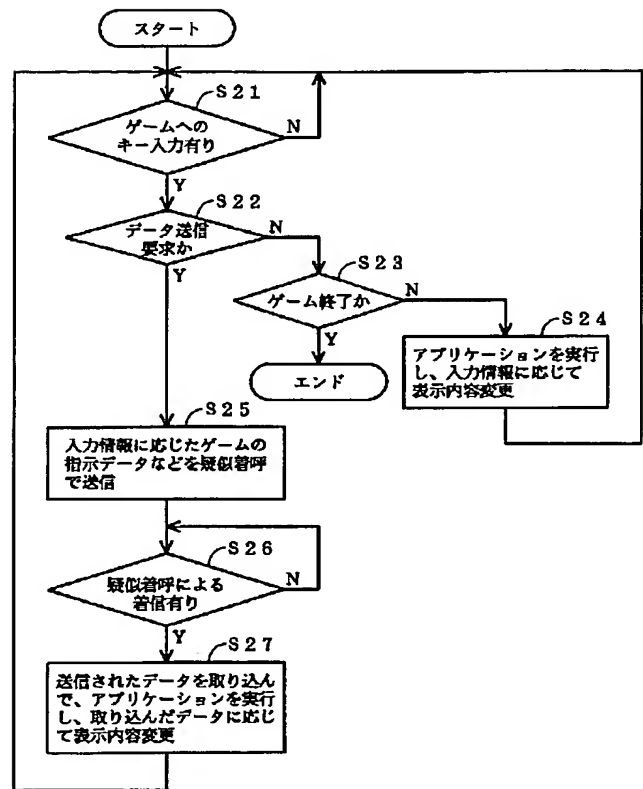 スタート
S21
ゲームへの
キー入力有り
N
Y
S22
データ送信
要求か
N
Y
S23
ゲーム終了か
N
Y
エンド
S24
アプリケーションを実行
し、入力情報に応じて
表示内容変更
S25
入力情報に応じたゲームの
指示データなどを疑似着呼
で送信
S26
疑似着呼による
着信有り
N
Y
S27
送信されたデータを取り込ん
で、アプリケーションを実行
し、取り込んだデータに応じ
て表示内容変更